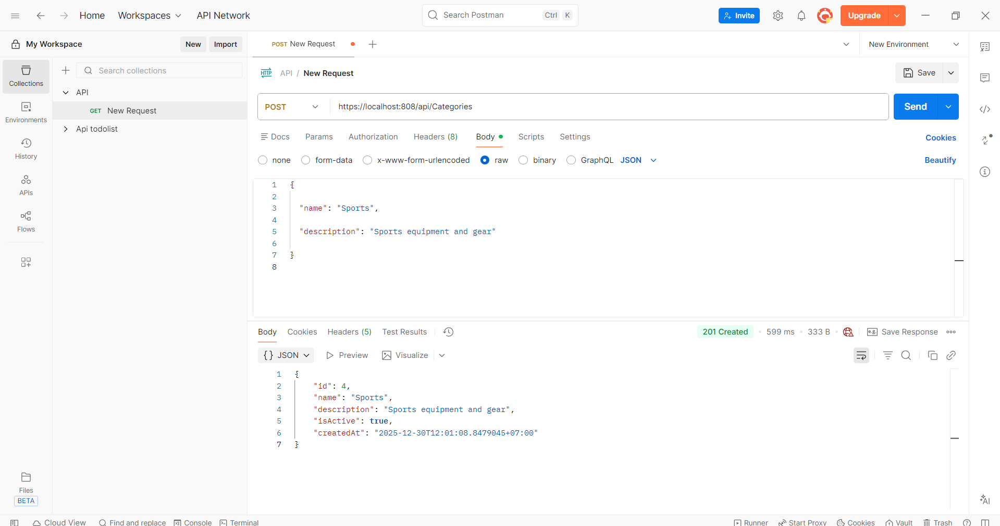 Home Workspaces API Network Search Postman Ctrl K Invite Upgrade
My Workspace New Import POST New Request New Environment
Collections
Search collections
API / New Request Save
API
GET New Request
Api todolist
Environments
History
APIs
Flows
Files
BETA
POST https://localhost:808/api/Categories Send
Docs Params Authorization Headers (8) Body Scripts Settings Cookies
none form-data x-www-form-urlencoded raw binary GraphQL JSON Beautify
1 {
2
3 "name": "Sports",
4
5 "description": "Sports equipment and gear"
6
7 }
8
Body Cookies Headers (5) Test Results 201 Created 599 ms 333 B e.g. Save Response
{} JSON Preview Visualize
1 {
2 "id": 4,
3 "name": "Sports",
4 "description": "Sports equipment and gear",
5 "isActive": true,
6 "createdAt": "2025-12-30T12:01:08.8479045+07:00"
7 }
AI
Cloud View Find and replace Console Terminal Runner Start Proxy Cookies Vault Trash